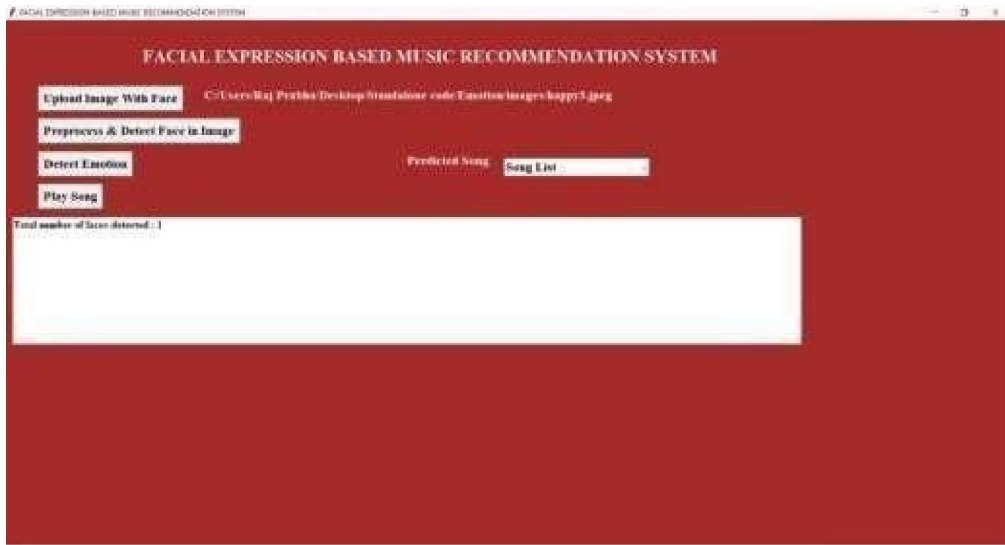 FACIAL EXPRESSION BASED MUSIC RECOMMENDATION SYSTEM
FACIAL EXPRESSION BASED MUSIC RECOMMENDATION SYSTEM
Upload Image With Face C:/Users/Raj Prabha/Desktop/Standalone code/Emotion/images/happy3.jpeg
Preprocess & Detect Face in Image
Detect Emotion Predicted Song Song List
Play Song
Total number of faces detected : 1